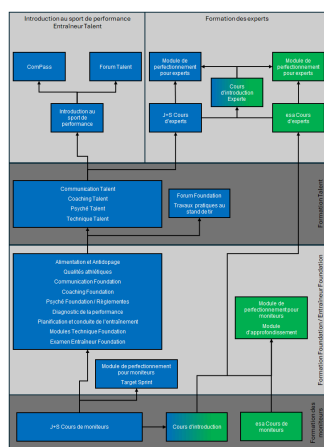 Introduction au sport de performance
Entraîneur Talent
Formation des experts
ComPass
Forum Talent
Module de
perfectionnement
pour experts
Module de
perfectionnement
pour experts
Cours
d'introduction
Experte
Introduction au
sport de
performance
J+S Cours
d'experts
esa Cours
d'experts
Communication Talent
Coaching Talent
Psyché Talent
Technique Talent
Forum Foundation
Travaux pratiques au
stand de tir
Formation Talent
Alimentation et Antidopage
Qualités athlétiques
Communication Foundation
Coaching Foundation
Psyché Foundation / Règlementes
Diagnostic de la performance
Planification et conduite de l'entraînement
Modules Technique Foundation
Examen Entraîneur Foundation
Module de
perfectionnement pour
moniteurs
Module
d'approfondissement
Module de perfectionnement
pour moniteurs
Target Sprint
Formation Foundation / Entraîneur Foundation
J+S Cours de moniteurs
Cours d'introduction
esa Cours de
moniteurs
Formation des
moniteurs